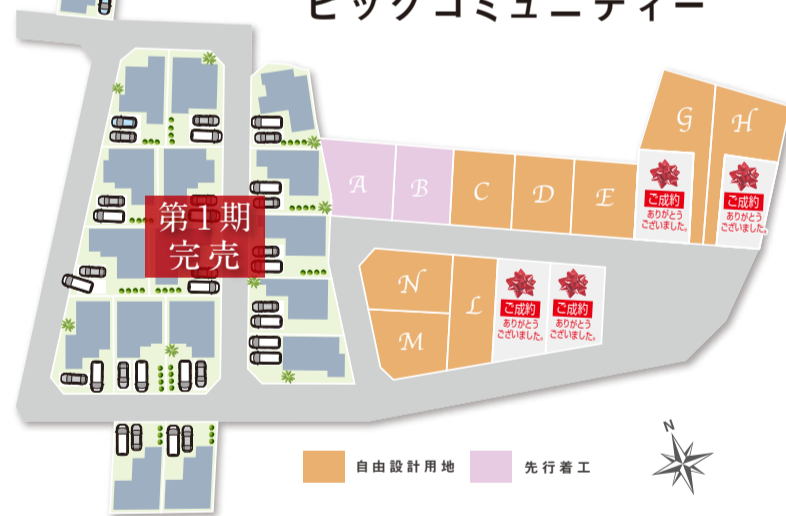 ビッグコミュニティー
G
H
A
B
C
D
E
ご成約
ありがとう
ございました。
ご成約
ありがとう
ございました。
第1期
完売
N
L
M
ご成約
ありがとう
ございました。
ご成約
ありがとう
ございました。
N
自由設計用地
先行着工